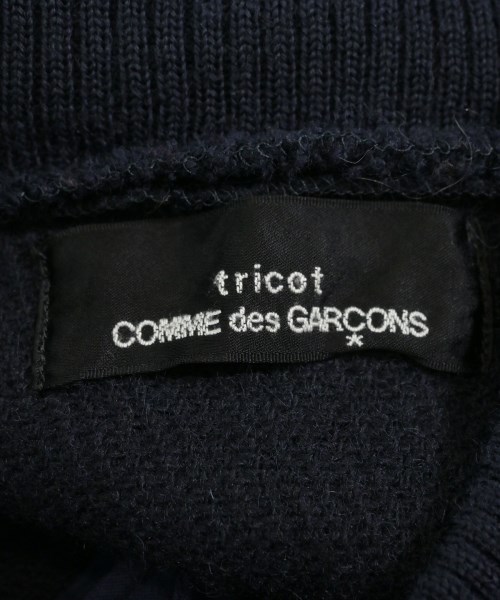 tricot
COMME des GARÇONS
*